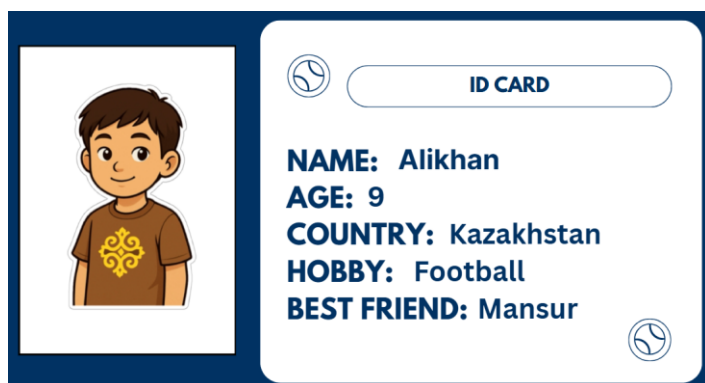 ID CARD
NAME: Alikhan
AGE: 9
COUNTRY: Kazakhstan
HOBBY: Football
BEST FRIEND: Mansur